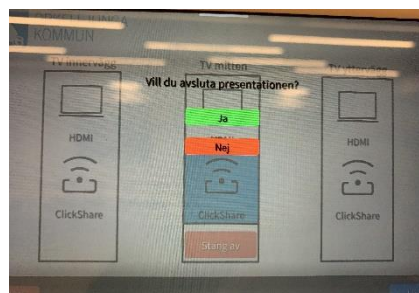 KOMMUN
TV innervägg
TV mitten
Vill du avsluta presentationen?
Ja
Nej
HDMI
HDMI
ClickShare
ClickShare
ClickShare
Stäng av